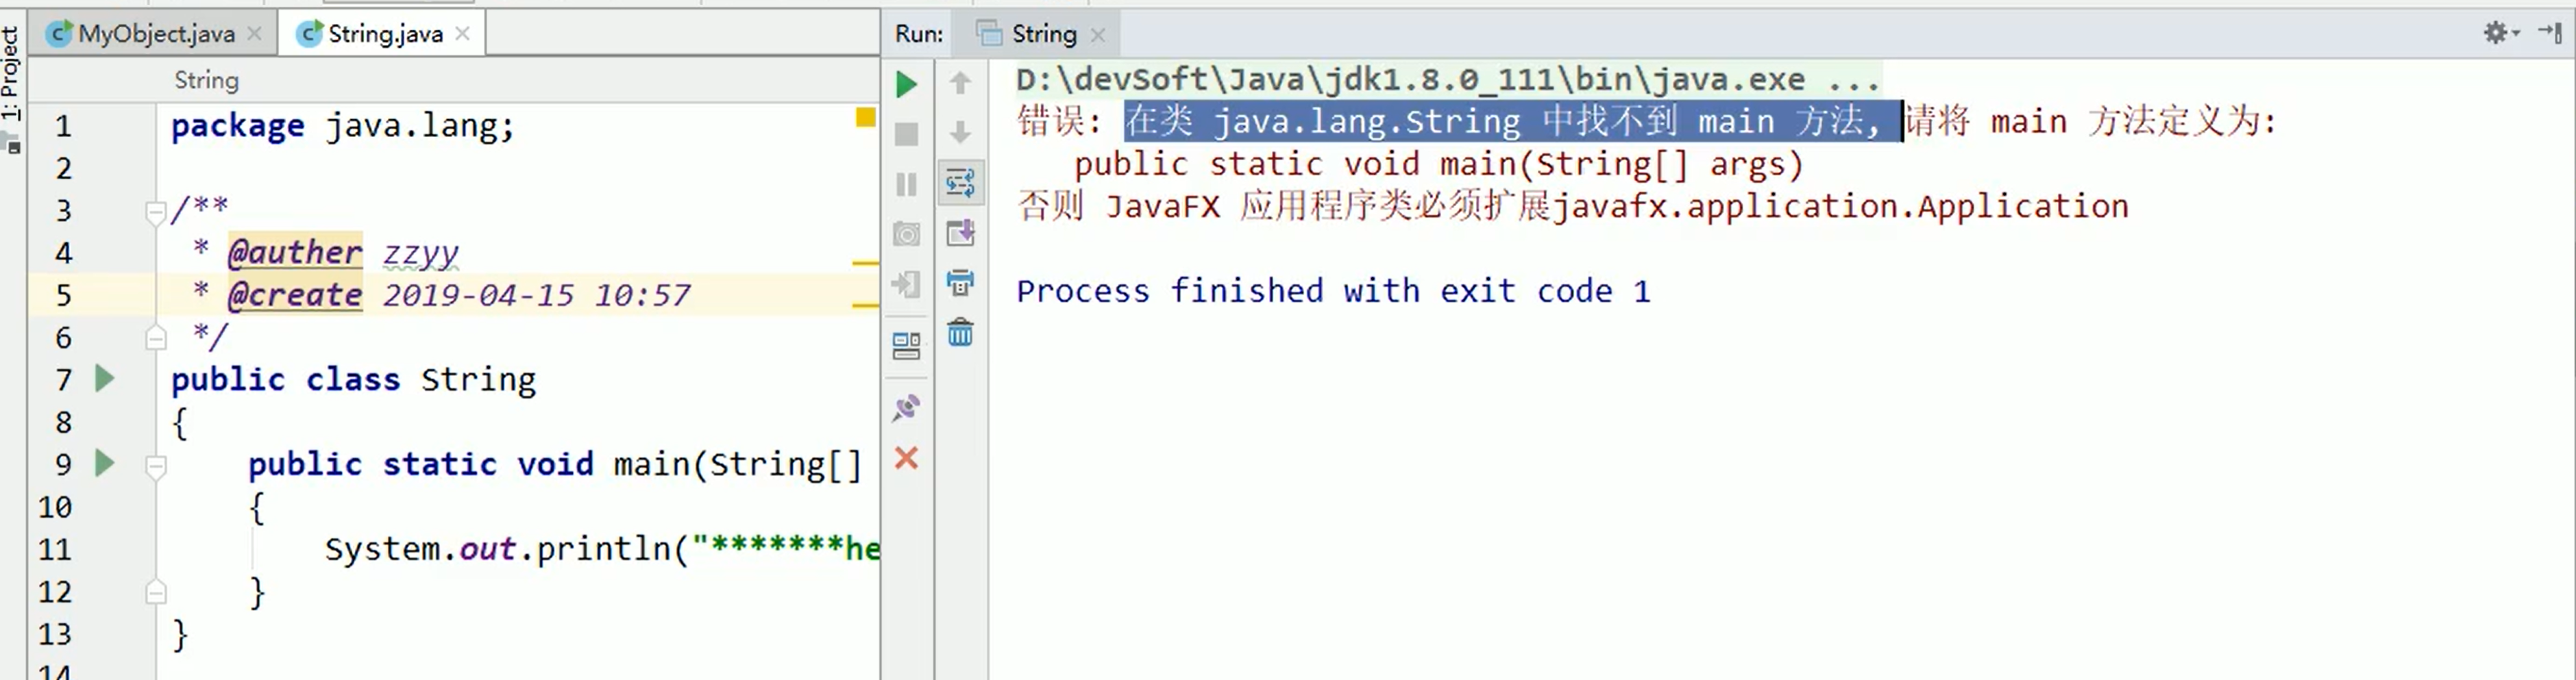 1: Project
MyObject.java
String.java
String
1 package java.lang;
2
3 /**
4 * @auther zzyy
5 * @create 2019-04-15 10:57
6 */
7 public class String
8 {
9 public static void main(String[]
10 {
11 System.out.println("*******he
12 }
13 }
14
Run: String
D:\devSoft\Java\jdk1.8.0_111\bin\java.exe ...
错误: 在类 java.lang.String 中找不到 main 方法, 请将 main 方法定义为:
public static void main(String[] args)
否则 JavaFX 应用程序类必须扩展javafx.application.Application
Process finished with exit code 1